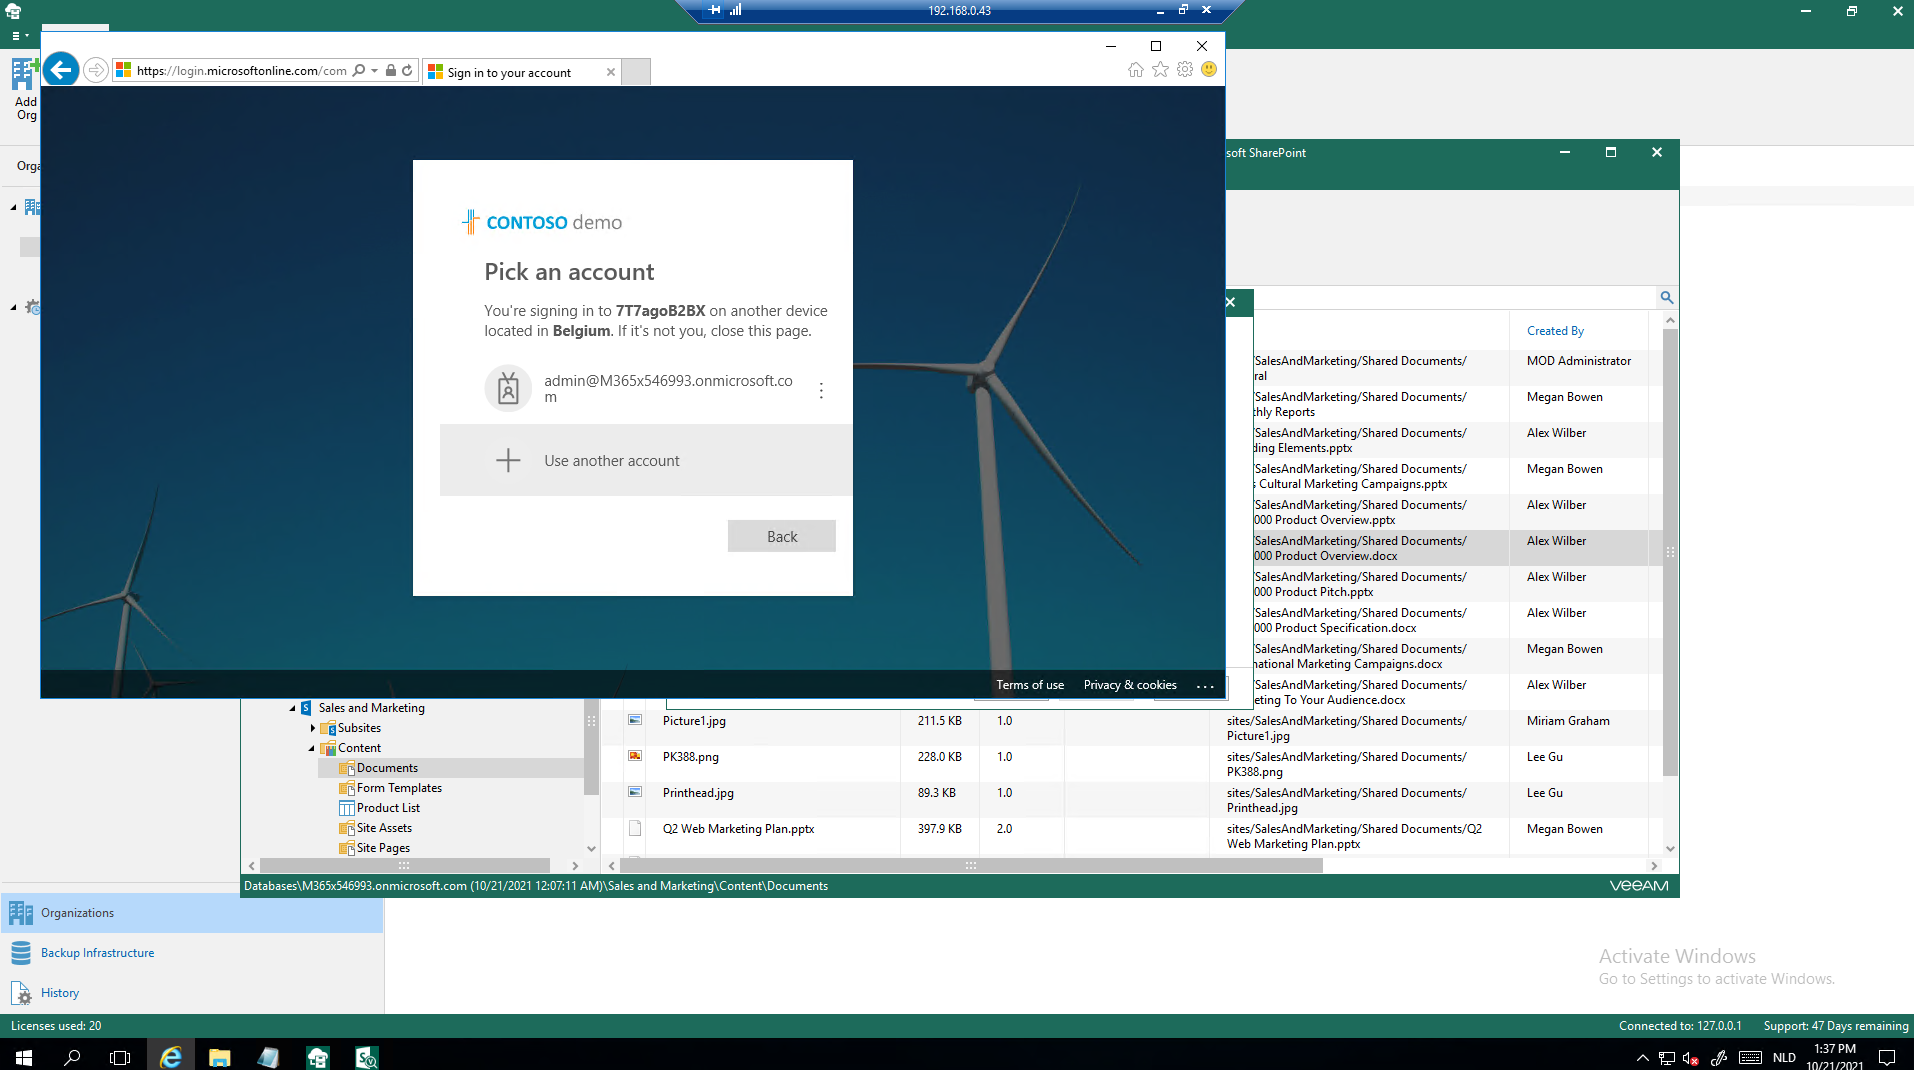 192.168.0.43
https://login.microsoftonline.com/com
Sign in to your account
Add
Org
Orga
soft SharePoint
CONTOSO demo
Pick an account
You're signing in to 7T7agoB2BX on another device
located in Belgium. If it's not you, close this page.
admin@M365x546993.onmicrosoft.co
m
Use another account
Back
Terms of use
Privacy & cookies
...
Created By
/SalesAndMarketing/Shared Documents/
ral
MOD Administrator
/SalesAndMarketing/Shared Documents/
thly Reports
Megan Bowen
/SalesAndMarketing/Shared Documents/
ding Elements.pptx
Alex Wilber
/SalesAndMarketing/Shared Documents/
s Cultural Marketing Campaigns.pptx
Megan Bowen
/SalesAndMarketing/Shared Documents/
000 Product Overview.pptx
Alex Wilber
/SalesAndMarketing/Shared Documents/
000 Product Overview.docx
Alex Wilber
/SalesAndMarketing/Shared Documents/
000 Product Pitch.pptx
Alex Wilber
/SalesAndMarketing/Shared Documents/
000 Product Specification.docx
Alex Wilber
/SalesAndMarketing/Shared Documents/
national Marketing Campaigns.docx
Megan Bowen
/SalesAndMarketing/Shared Documents/
eting To Your Audience.docx
Alex Wilber
Sales and Marketing
Subsites
Content
Documents
Form Templates
Product List
Site Assets
Site Pages
Picture1.jpg
211.5 KB
1.0
sites/SalesAndMarketing/Shared Documents/
Picture1.jpg
Miriam Graham
PK388.png
228.0 KB
1.0
sites/SalesAndMarketing/Shared Documents/
PK388.png
Lee Gu
Printhead.jpg
89.3 KB
1.0
sites/SalesAndMarketing/Shared Documents/
Printhead.jpg
Lee Gu
Q2 Web Marketing Plan.pptx
397.9 KB
2.0
sites/SalesAndMarketing/Shared Documents/Q2
Web Marketing Plan.pptx
Megan Bowen
Databases\M365x546993.onmicrosoft.com (10/21/2021 12:07:11 AM)\Sales and Marketing\Content\Documents
VEEAM
Organizations
Backup Infrastructure
History
Activate Windows
Go to Settings to activate Windows.
Licenses used: 20
Connected to: 127.0.0.1
Support: 47 Days remaining
NLD
1:37 PM
10/21/2021